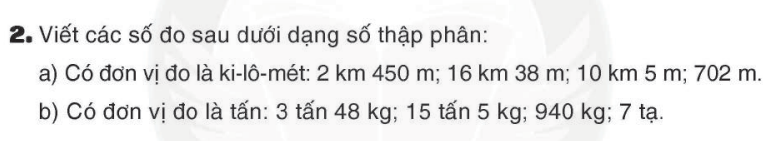 2. Viết các số đo sau dưới dạng số thập phân:
a) Có đơn vị đo là ki-lô-mét: 2 km 450 m; 16 km 38 m; 10 km 5 m; 702 m.
b) Có đơn vị đo là tấn: 3 tấn 48 kg; 15 tấn 5 kg; 940 kg; 7 tạ.